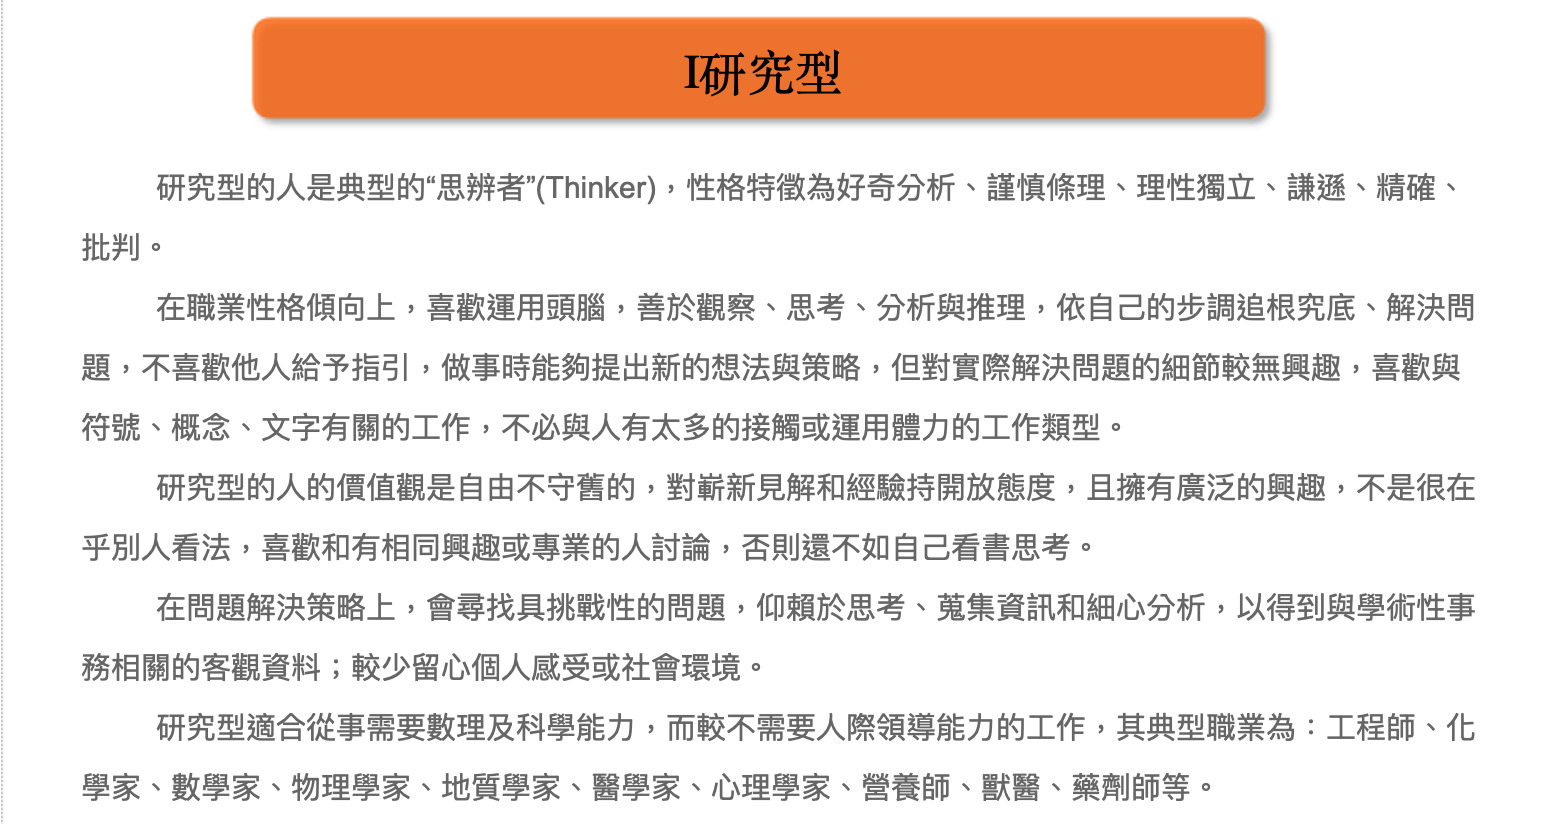 I研究型
研究型的人是典型的“思辨者”(Thinker)，性格特徵為好奇分析、謹慎條理、理性獨立、謙遜、精確、
批判。
在職業性格傾向上，喜歡運用頭腦，善於觀察、思考、分析與推理，依自己的步調追根究底、解決問
題，不喜歡他人給予指引，做事時能夠提出新的想法與策略，但對實際解決問題的細節較無興趣，喜歡與
符號、概念、文字有關的工作，不必與人有太多的接觸或運用體力的工作類型。
研究型的人的價值觀是自由不守舊的，對嶄新見解和經驗持開放態度，且擁有廣泛的興趣，不是很在
乎別人看法，喜歡和有相同興趣或專業的人討論，否則還不如自己看書思考。
在問題解決策略上，會尋找具挑戰性的問題，仰賴於思考、蒐集資訊和細心分析，以得到與學術性事
務相關的客觀資料；較少留心個人感受或社會環境。
研究型適合從事需要數理及科學能力，而較不需要人際領導能力的工作，其典型職業為：工程師、化
學家、數學家、物理學家、地質學家、醫學家、心理學家、營養師、獸醫、藥劑師等。